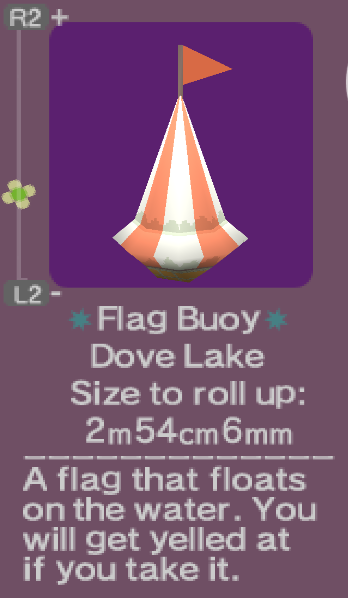 R2 +
L2 -
Flag Buoy
Dove Lake
Size to roll up:
2m54cm6mm
A flag that floats
on the water. You
will get yelled at
if you take it.